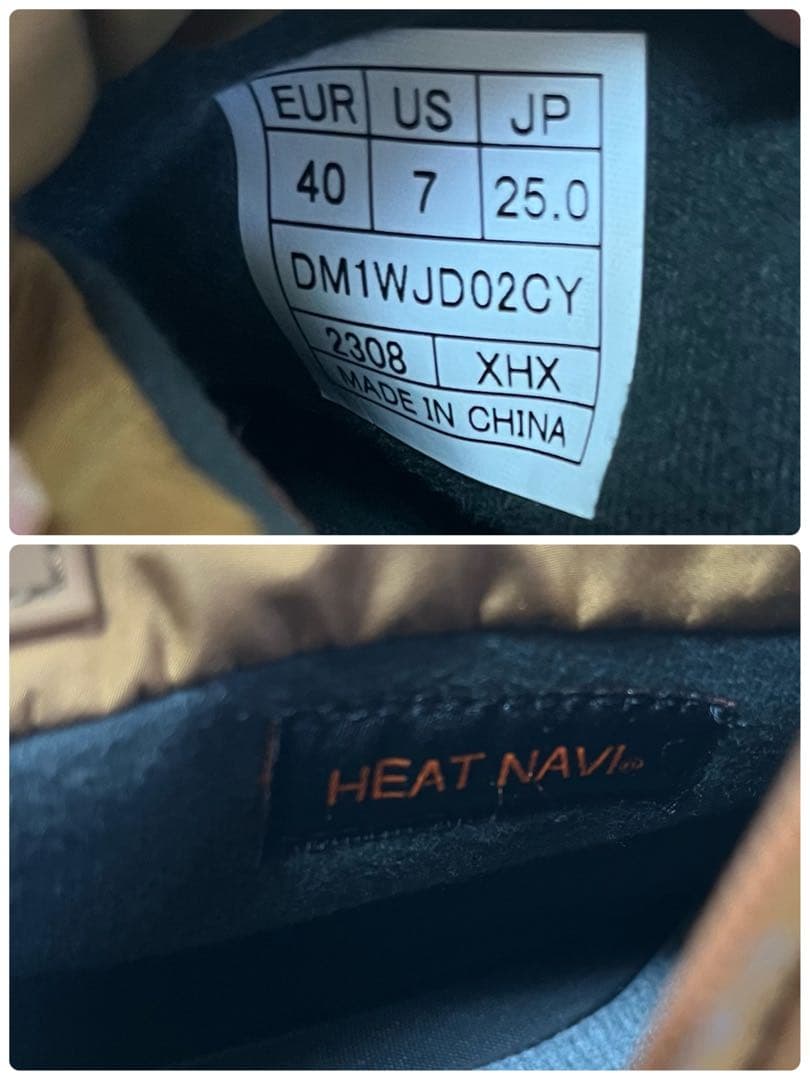 EUR US JP
40 7 25.0
DM1WJD02CY
2308 XHX
MADE IN CHINA
HEAT NAVI®